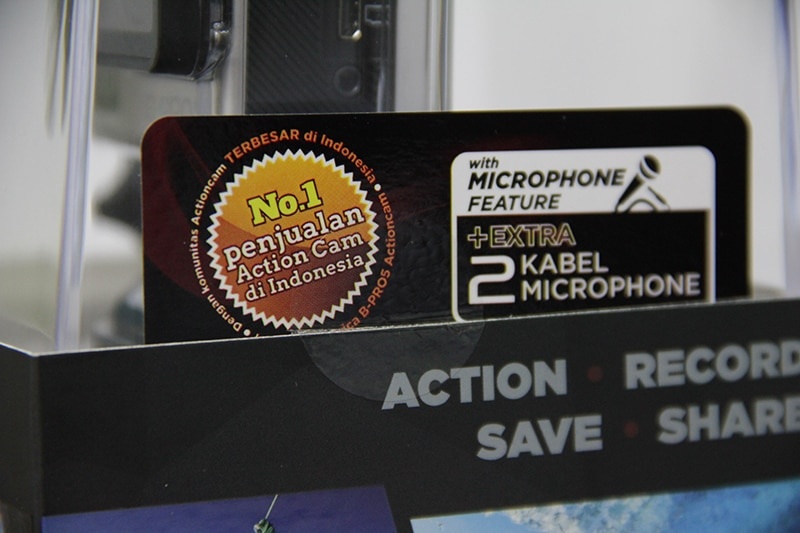 Dengan Komunitas Actioncam TERBESAR di Indonesia
B-PRO5 Actioncam
No.1
penjualan
Action Cam
di Indonesia
with
MICROPHONE
FEATURE
+EXTRA
2 KABEL
MICROPHONE
ACTION • RECORD
SAVE • SHARE